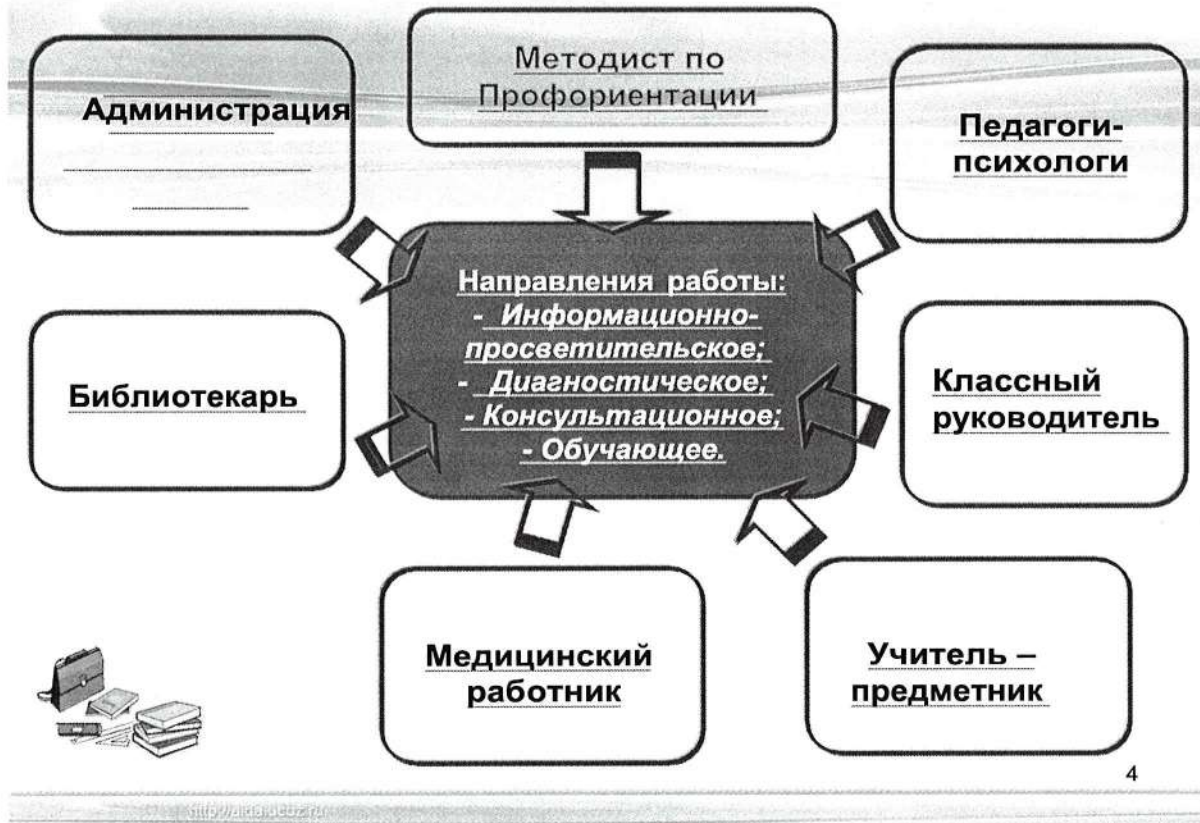 Методист по
Профориентации
Администрация
Педагоги-
психологи
Направления работы:
- Информационно-
просветительское;
- Диагностическое;
- Консультационное;
- Обучающее.
Библиотекарь
Классный
руководитель
Медицинский
работник
Учитель –
предметник
4